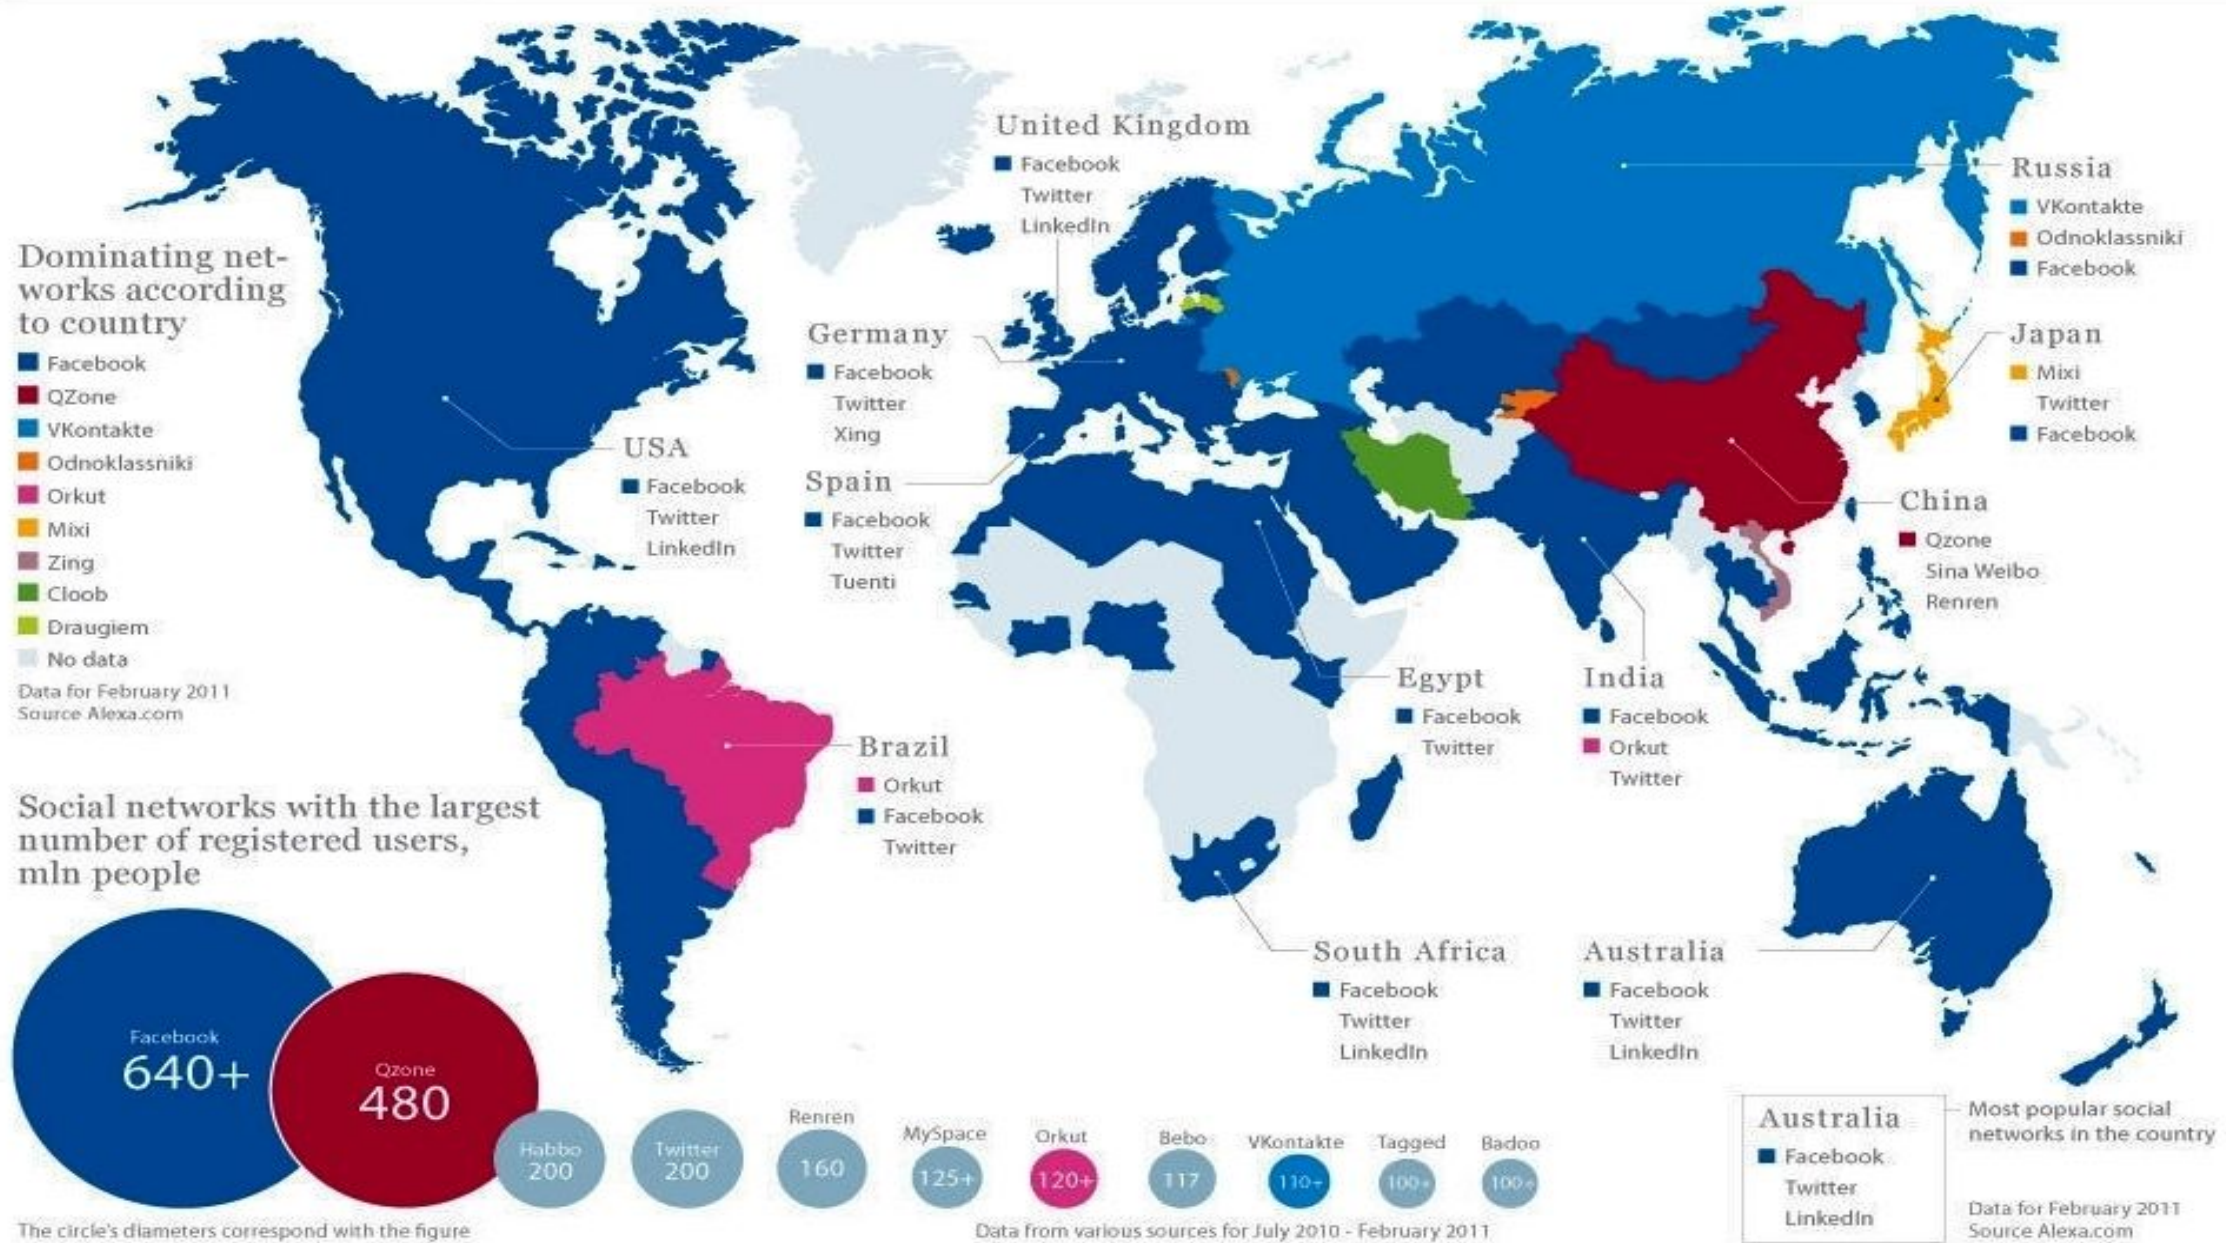 United Kingdom
Facebook
Twitter
LinkedIn
Russia
VKontakte
Odnoklassniki
Facebook
Dominating net-
works according
to country
Facebook
QZone
VKontakte
Odnoklassniki
Orkut
Mixi
Zing
Cloob
Draugiem
No data
Data for February 2011
Source Alexa.com
Germany
Facebook
Twitter
Xing
Japan
Mixi
Twitter
Facebook
USA
Facebook
Twitter
LinkedIn
Spain
Facebook
Twitter
Tuenti
China
Qzone
Sina Weibo
Renren
Egypt
Facebook
Twitter
India
Facebook
Orkut
Twitter
Brazil
Orkut
Facebook
Twitter
South Africa
Facebook
Twitter
LinkedIn
Australia
Facebook
Twitter
LinkedIn
Social networks with the largest
number of registered users,
mln people
Facebook
640+
Qzone
480
Habbo
200
Twitter
200
Renren
160
MySpace
125+
Orkut
120+
Bebo
117
VKontakte
110+
Tagged
100+
Badoo
100+
The circle's diameters correspond with the figure
Data from various sources for July 2010 - February 2011
Australia
Facebook
Twitter
LinkedIn
Most popular social
networks in the country
Data for February 2011
Source Alexa.com